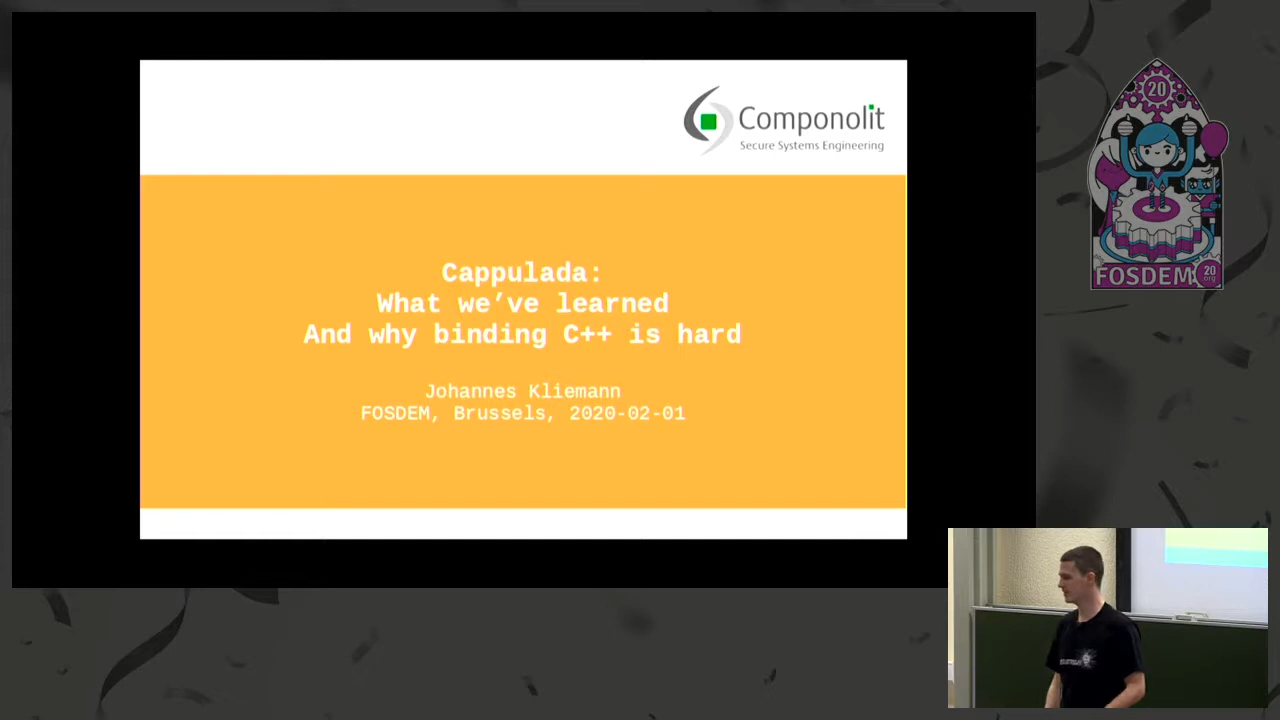 Componolit
Secure Systems Engineering
Cappulada:
What we’ve learned
And why binding C++ is hard
Johannes Kliemann
FOSDEM, Brussels, 2020-02-01
20
FOSDEM
20